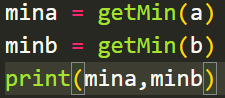 mina = getMin(a)
minb = getMin(b)
print(mina,minb)